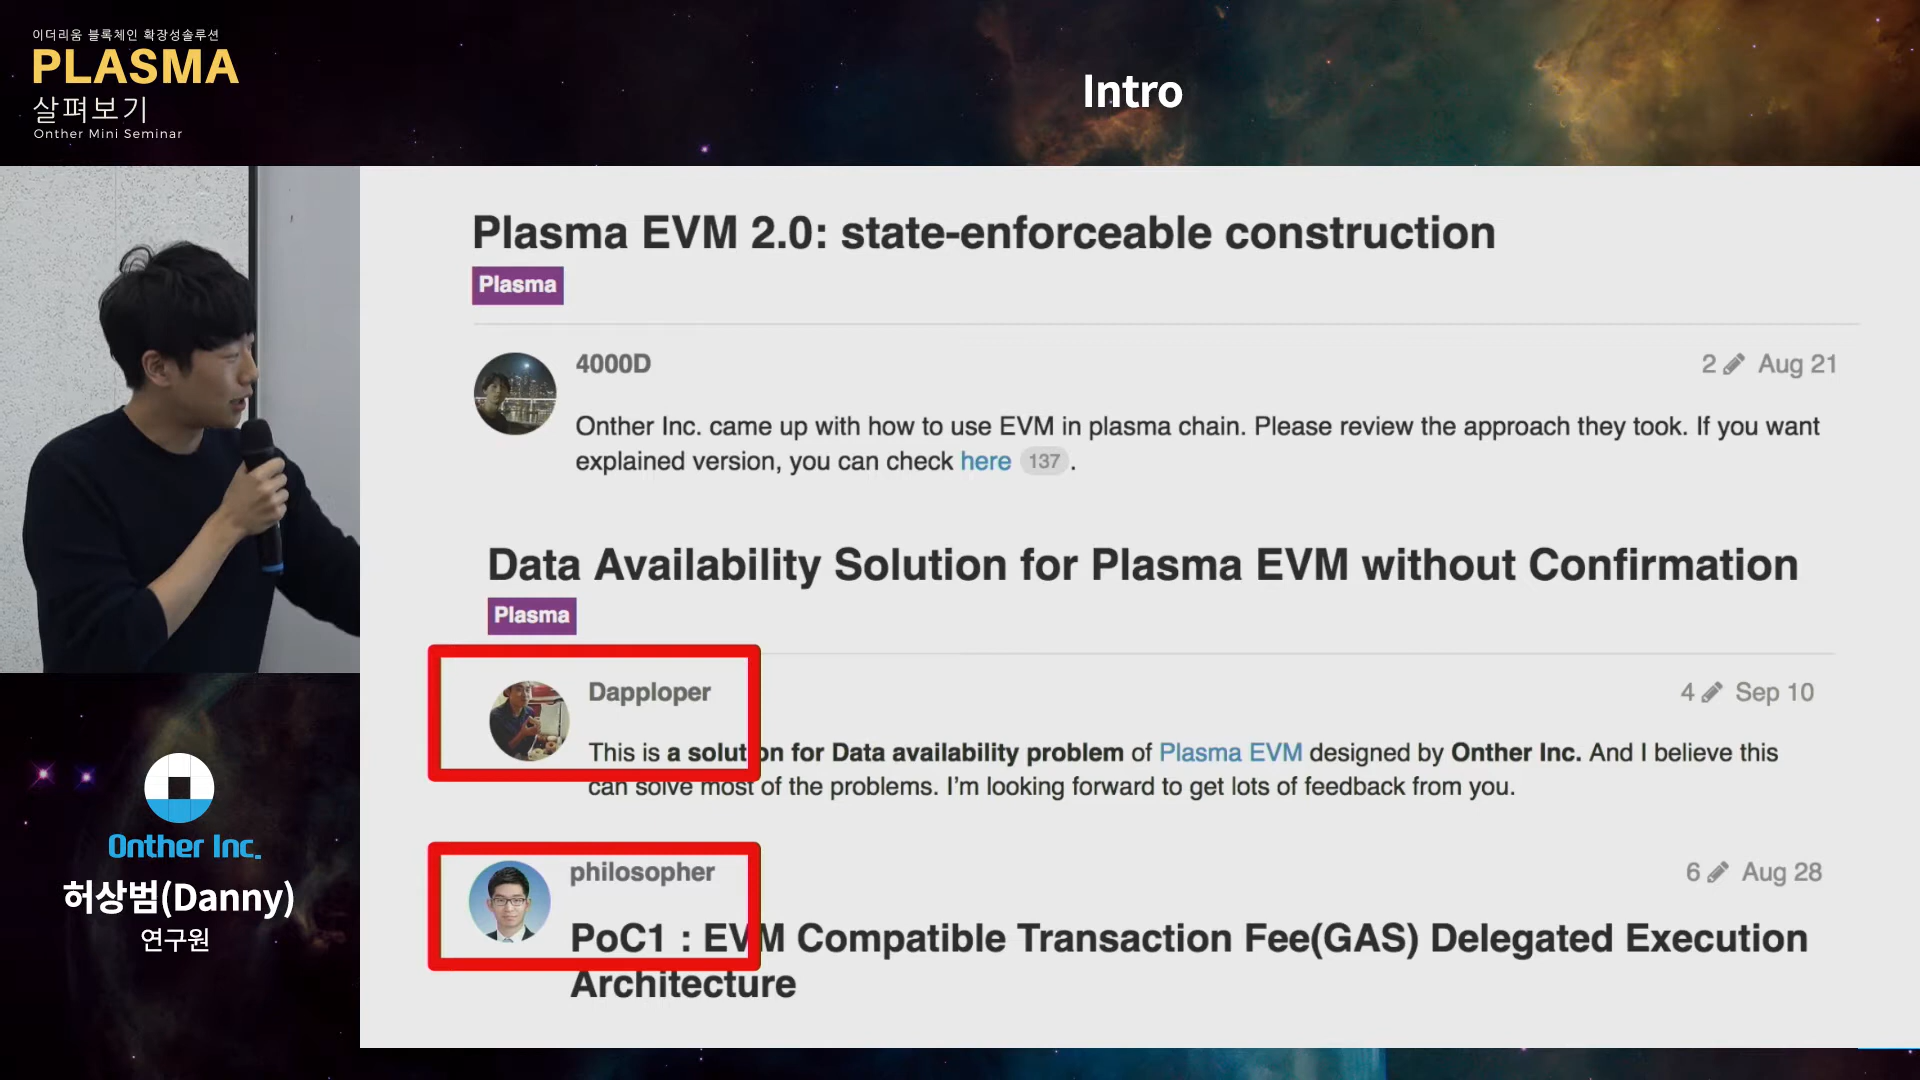 이더리움 블록체인 확장성솔루션
PLASMA
살펴보기
Onther Mini Seminar
Intro
Plasma EVM 2.0: state-enforceable construction
Plasma
4000D
2 Aug 21
Onther Inc. came up with how to use EVM in plasma chain. Please review the approach they took. If you want
explained version, you can check here 137 .
Data Availability Solution for Plasma EVM without Confirmation
Plasma
Dapploper
4 Sep 10
This is a solution for Data availability problem of Plasma EVM designed by Onther Inc. And I believe this
can solve most of the problems. I'm looking forward to get lots of feedback from you.
philosopher
6 Aug 28
PoC1 : EVM Compatible Transaction Fee(GAS) Delegated Execution
Architecture
Onther Inc.
허상범(Danny)
연구원